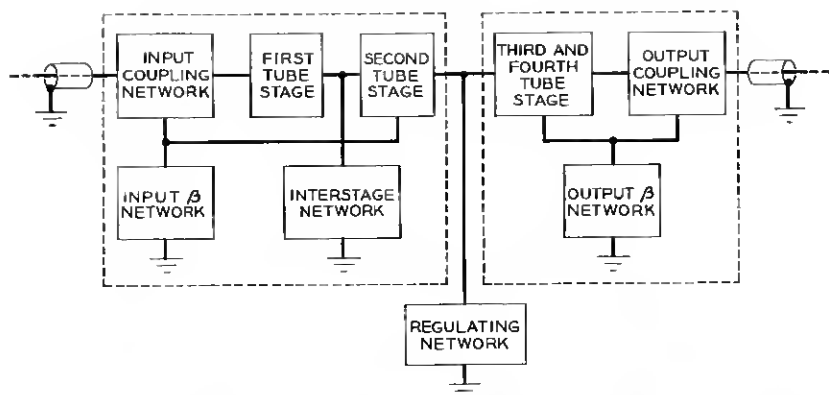 INPUT
COUPLING
NETWORK
FIRST
TUBE
STAGE
SECOND
TUBE
STAGE
THIRD AND
FOURTH
TUBE
STAGE
OUTPUT
COUPLING
NETWORK
INPUT β
NETWORK
INTERSTAGE
NETWORK
OUTPUT β
NETWORK
REGULATING
NETWORK